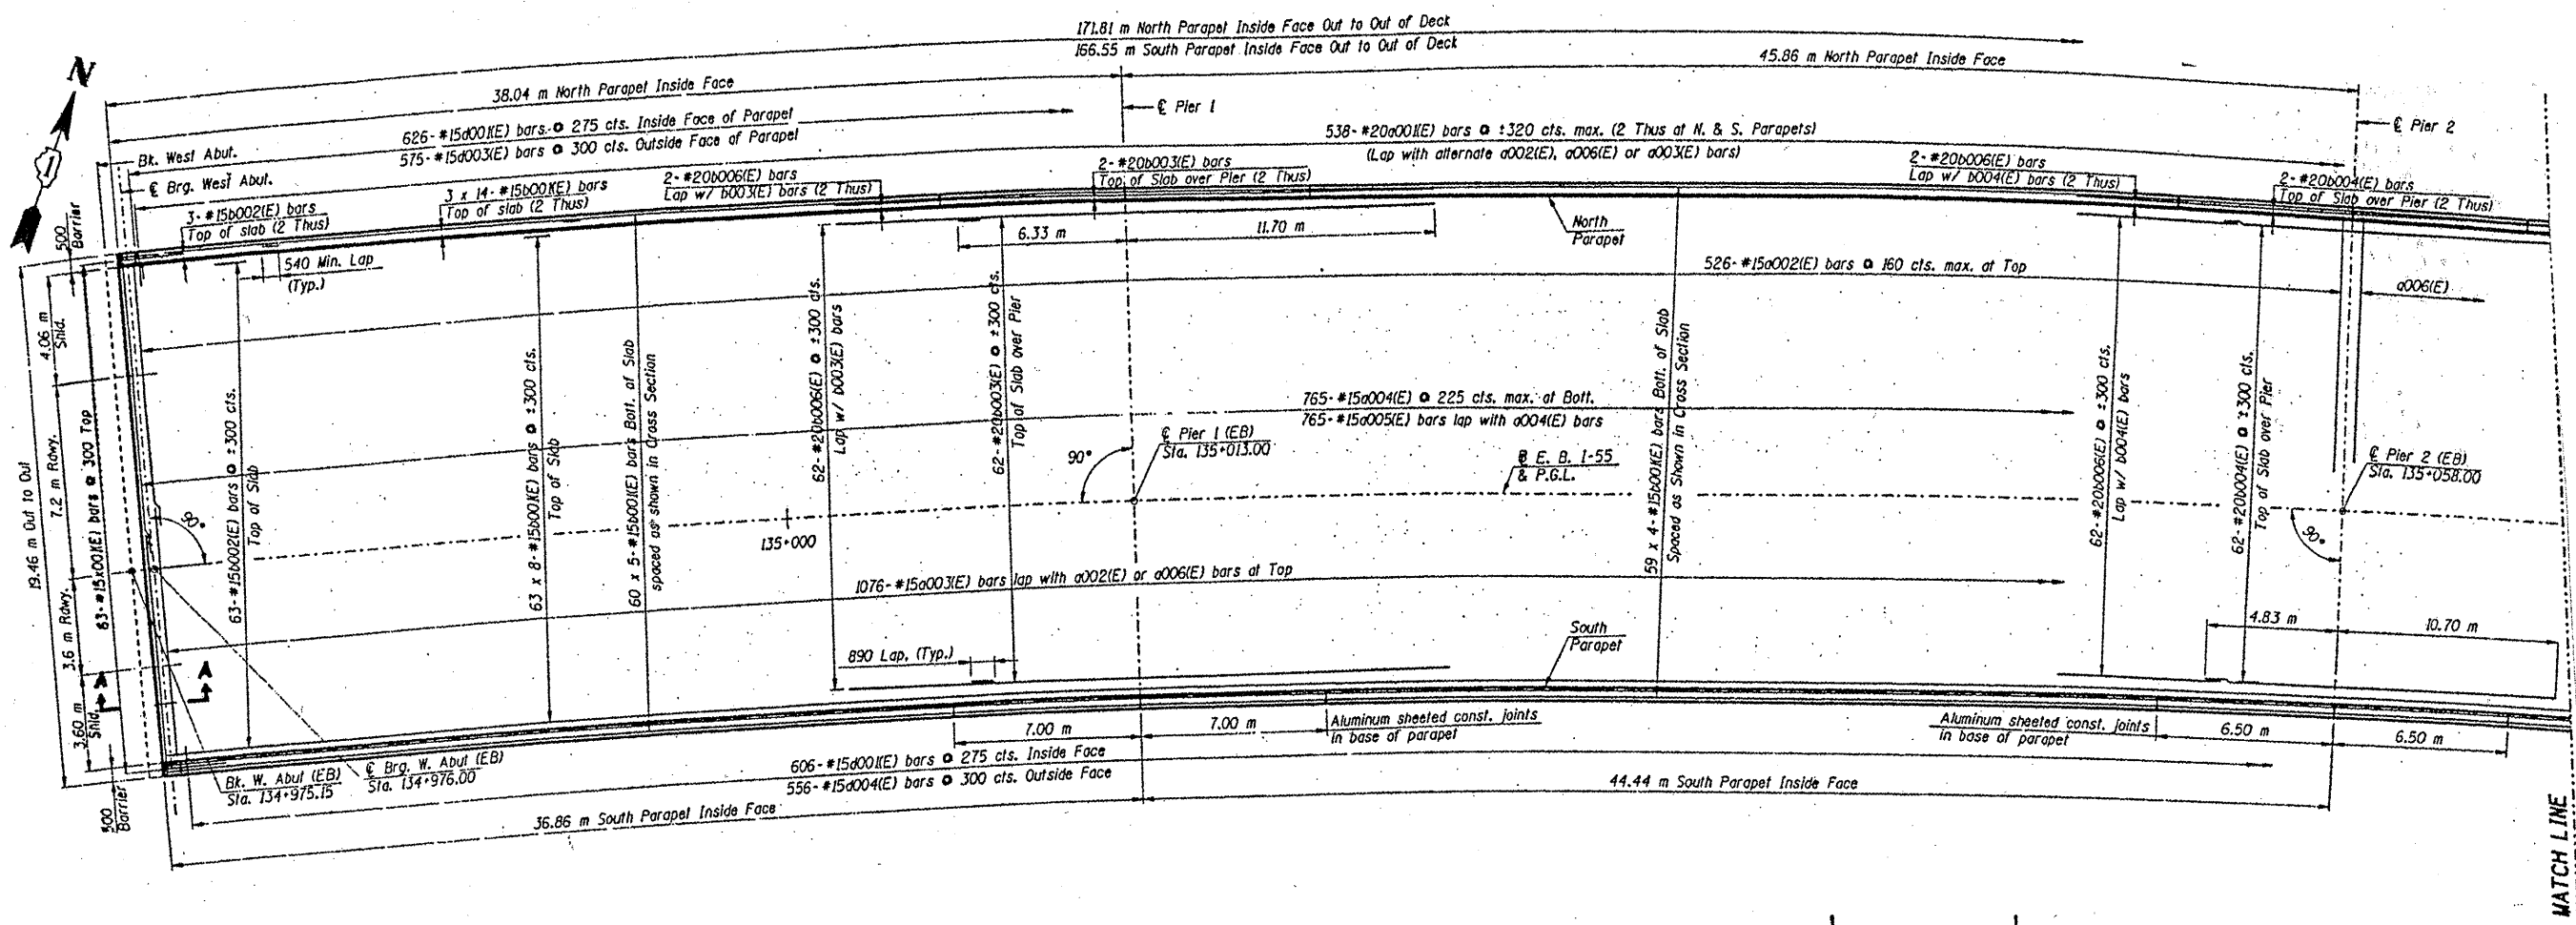 171.81 m North Parapet Inside Face Out to Out of Deck
166.55 m South Parapet Inside Face Out to Out of Deck
45.86 m North Parapet Inside Face
38.04 m North Parapet Inside Face
N
1
℄ Pier 1
℄ Pier 2
626-#15d001(E) bars @ 275 cts. Inside Face of Parapet
575-#15d003(E) bars @ 300 cts. Outside Face of Parapet
538-#20a001(E) bars @ ±320 cts. max. (2 Thus at N. & S. Parapets)
(Lap with alternate a002(E), a006(E) or a003(E) bars)
Bk. West Abut.
℄ Brg. West Abut.
3-#15b002(E) bars
Top of slab (2 Thus)
3 x 14-#15b001(E) bars
Top of slab (2 Thus)
2-#20b006(E) bars
Lap w/ b003(E) bars (2 Thus)
2-#20b003(E) bars
Top of Slab over Pier (2 Thus)
2-#20b006(E) bars
Lap w/ b004(E) bars (2 Thus)
2-#20b004(E) bars
Top of Slab over Pier (2 Thus)
500
Barrier
540 Min. Lap
(Typ.)
6.33 m
11.70 m
North
Parapet
526-#15a002(E) bars @ 160 cts. max. at Top
a006(E)
19.46 m Out to Out
4.06 m
Shld.
7.2 m Rdwy.
3.6 m Rdwy.
3.60 m
Shld.
63-#15x001(E) bars @ 300 Top
63-#15b002(E) bars @ ±300 cts.
Top of Slab
63 x 8-#15b001(E) bars @ ±300 cts.
Top of Slab
60 x 5-#15b001(E) bars Bott. of Slab
spaced as shown in Cross Section
62-#20b006(E) @ ±300 cts.
Lap w/ b003(E) bars
62-#20b003(E) @ ±300 cts.
Top of Slab over Pier
59 x 4-#15b001(E) bars Bott. of Slab
Spaced as Shown in Cross Section
62-#20b006(E) @ ±300 cts.
Lap w/ b004(E) bars
62-#20b004(E) @ ±300 cts.
Top of Slab over Pier
765-#15a004(E) @ 225 cts. max. at Bott.
765-#15a005(E) bars lap with a004(E) bars
℄ Pier 1 (EB)
Sta. 135+013.00
90°
B E. B. I-55
& P.G.L.
℄ Pier 2 (EB)
Sta. 135+058.00
90°
90°
135+000
1076-#15a003(E) bars lap with a002(E) or a006(E) bars at Top
4.83 m
10.70 m
890 Lap, (Typ.)
South
Parapet
A
A
7.00 m
7.00 m
Aluminum sheeted const. joints
in base of parapet
Aluminum sheeted const. joints
in base of parapet
6.50 m
6.50 m
Bk. W. Abut (EB)
Sta. 134+975.15
℄ Brg. W. Abut (EB)
Sta. 134+976.00
606-#15d001(E) bars @ 275 cts. Inside Face
556-#15d004(E) bars @ 300 cts. Outside Face
44.44 m South Parapet Inside Face
500
Barrier
36.86 m South Parapet Inside Face
MATCH LINE